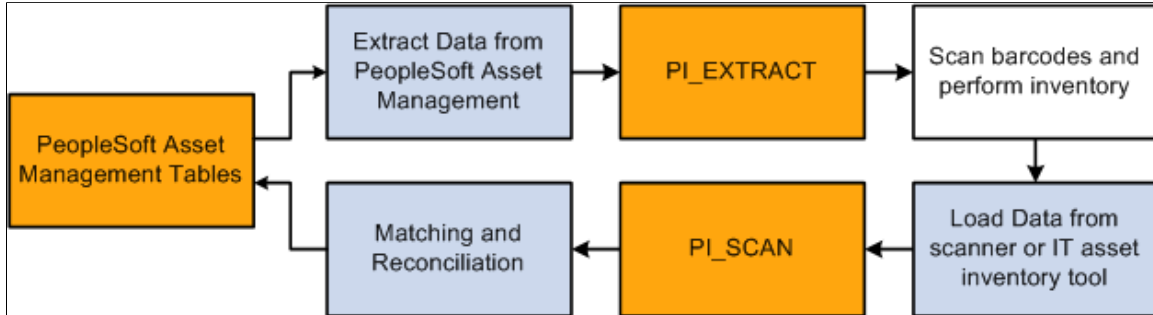 PeopleSoft Asset
Management Tables
Extract Data from
PeopleSoft Asset
Management
PI_EXTRACT
Scan barcodes and
perform inventory
Load Data from
scanner or IT asset
inventory tool
PI_SCAN
Matching and
Reconciliation